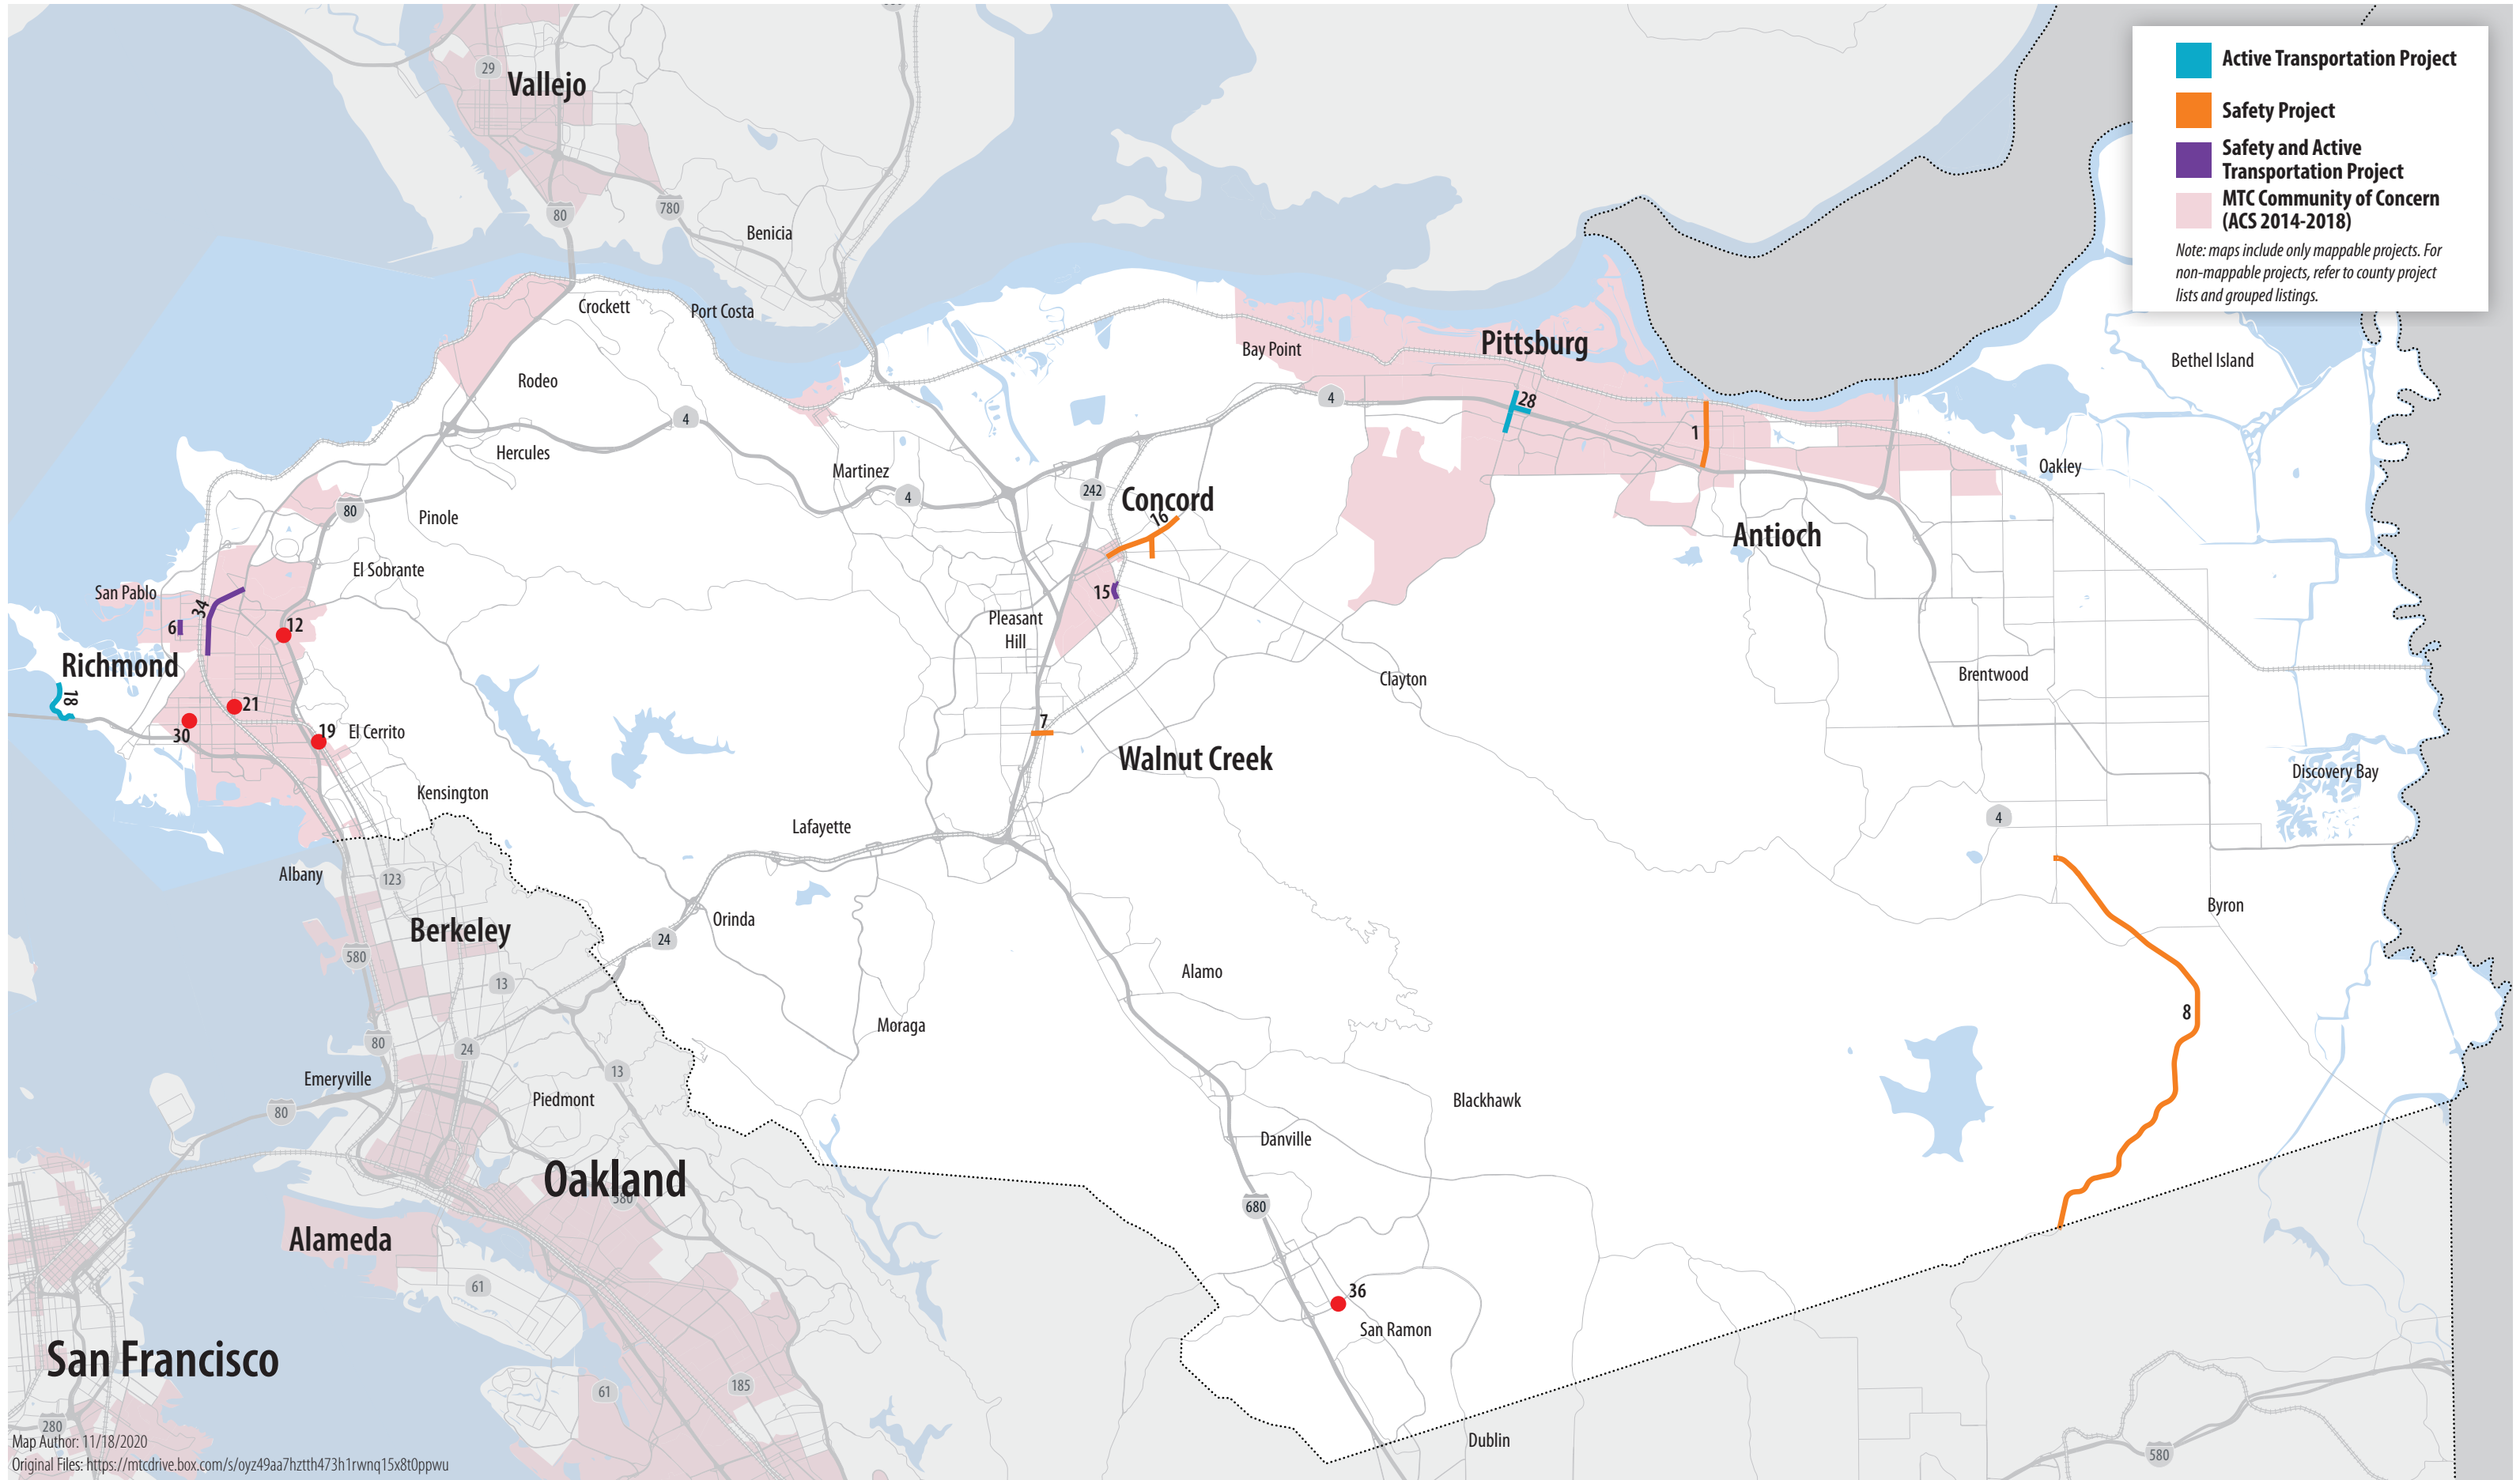 Active Transportation Project
Safety Project
Safety and Active
Transportation Project
MTC Community of Concern
(ACS 2014-2018)
Note: maps include only mappable projects. For
non-mappable projects, refer to county project
lists and grouped listings.
29
Vallejo
80
780
Benicia
Crockett
Port Costa
Rodeo
Bay Point
Pittsburg
Bethel Island
4
4
28
1
Hercules
Martinez
4
242
Concord
16
Oakley
Antioch
80
Pinole
El Sobrante
San Pablo
34
6
12
15
Pleasant
Hill
Richmond
18
21
30
19
El Cerrito
7
Walnut Creek
Clayton
Brentwood
Discovery Bay
Kensington
Lafayette
4
Albany
123
Berkeley
580
13
Orinda
24
Byron
Alamo
8
Moraga
80
24
13
Emeryville
80
Piedmont
Blackhawk
Danville
Oakland
580
680
Alameda
61
36
San Ramon
San Francisco
61
185
280
Dublin
580
Map Author: 11/18/2020
Original Files: https://mtcdrive.box.com/s/oyz49aa7hztth473h1rwnq15x8t0ppwu